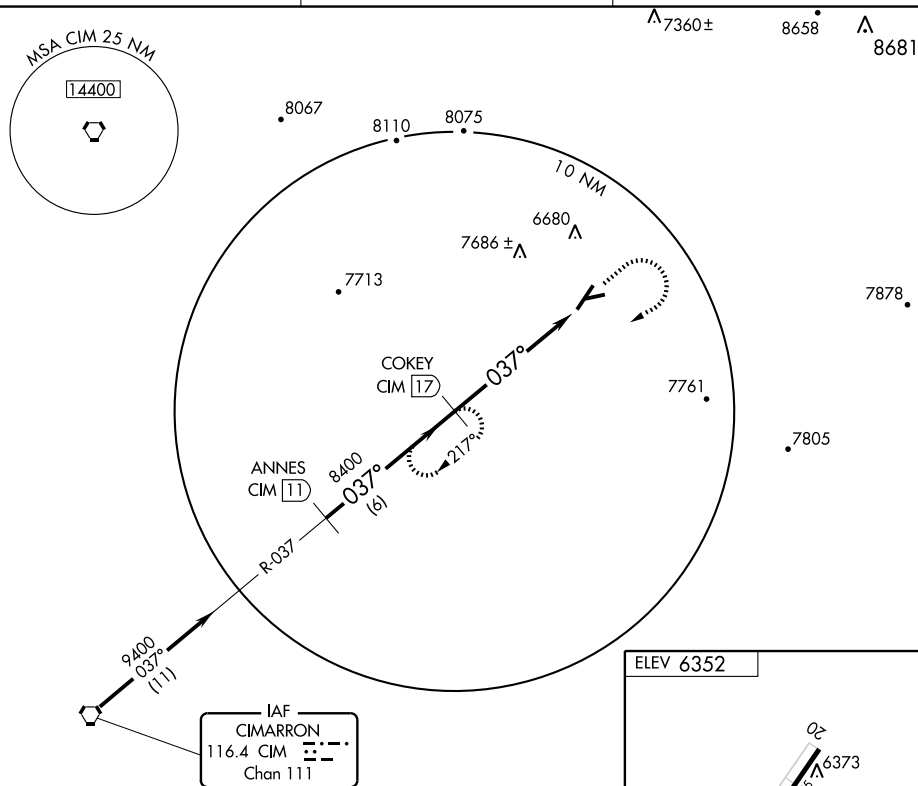 MSA CIM 25 NM
14400
7360 ±
8658
8681
8067
8110
8075
10 NM
6680
7686 ±
7713
7878
COKEY
CIM 17
037°
7761
217°
7805
ANNES
CIM 11
8400
037°
(6)
R-037
9400
037°
(11)
IAF
CIMARRON
116.4 CIM
Chan 111
ELEV 6352
20
6373